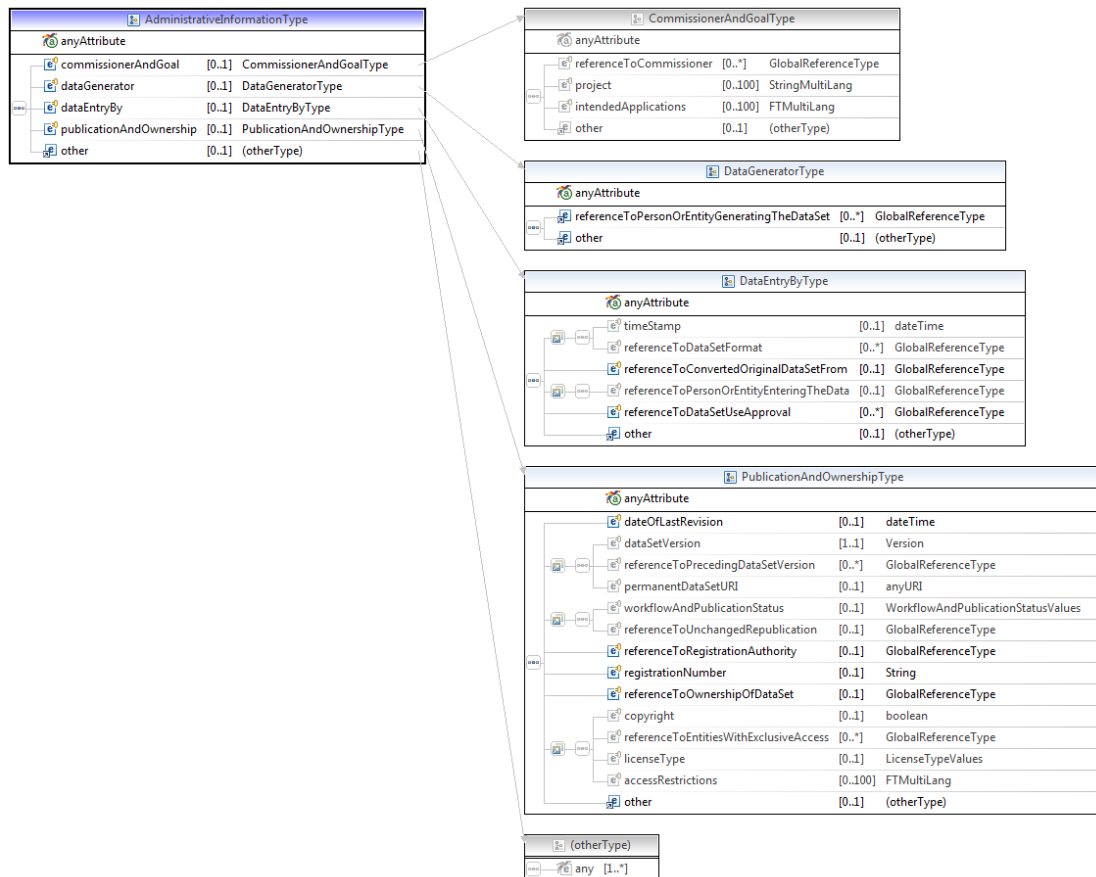 AdministrativeInformationType
anyAttribute
commissionerAndGoal [0..1] CommissionerAndGoalType
dataGenerator [0..1] DataGeneratorType
dataEntryBy [0..1] DataEntryByType
publicationAndOwnership [0..1] PublicationAndOwnershipType
other [0..1] (otherType)
CommissionerAndGoalType
anyAttribute
referenceToCommissioner [0..*] GlobalReferenceType
project [0..100] StringMultiLang
intendedApplications [0..100] FTMultiLang
other [0..1] (otherType)
DataGeneratorType
anyAttribute
referenceToPersonOrEntityGeneratingTheDataSet [0..*] GlobalReferenceType
other [0..1] (otherType)
DataEntryByType
anyAttribute
timeStamp [0..1] dateTime
referenceToDataSetFormat [0..*] GlobalReferenceType
referenceToConvertedOriginalDataSetFrom [0..1] GlobalReferenceType
referenceToPersonOrEntityEnteringTheData [0..1] GlobalReferenceType
referenceToDataSetUseApproval [0..*] GlobalReferenceType
other [0..1] (otherType)
PublicationAndOwnershipType
anyAttribute
dateOfLastRevision [0..1] dateTime
dataSetVersion [1..1] Version
referenceToPrecedingDataSetVersion [0..*] GlobalReferenceType
permanentDataSetURI [0..1] anyURI
workflowAndPublicationStatus [0..1] WorkflowAndPublicationStatusValues
referenceToUnchangedRepublication [0..1] GlobalReferenceType
referenceToRegistrationAuthority [0..1] GlobalReferenceType
registrationNumber [0..1] String
referenceToOwnershipOfDataSet [0..1] GlobalReferenceType
copyright [0..1] boolean
referenceToEntitiesWithExclusiveAccess [0..*] GlobalReferenceType
licenseType [0..1] LicenseTypeValues
accessRestrictions [0..100] FTMultiLang
other [0..1] (otherType)
(otherType)
any [1..*]